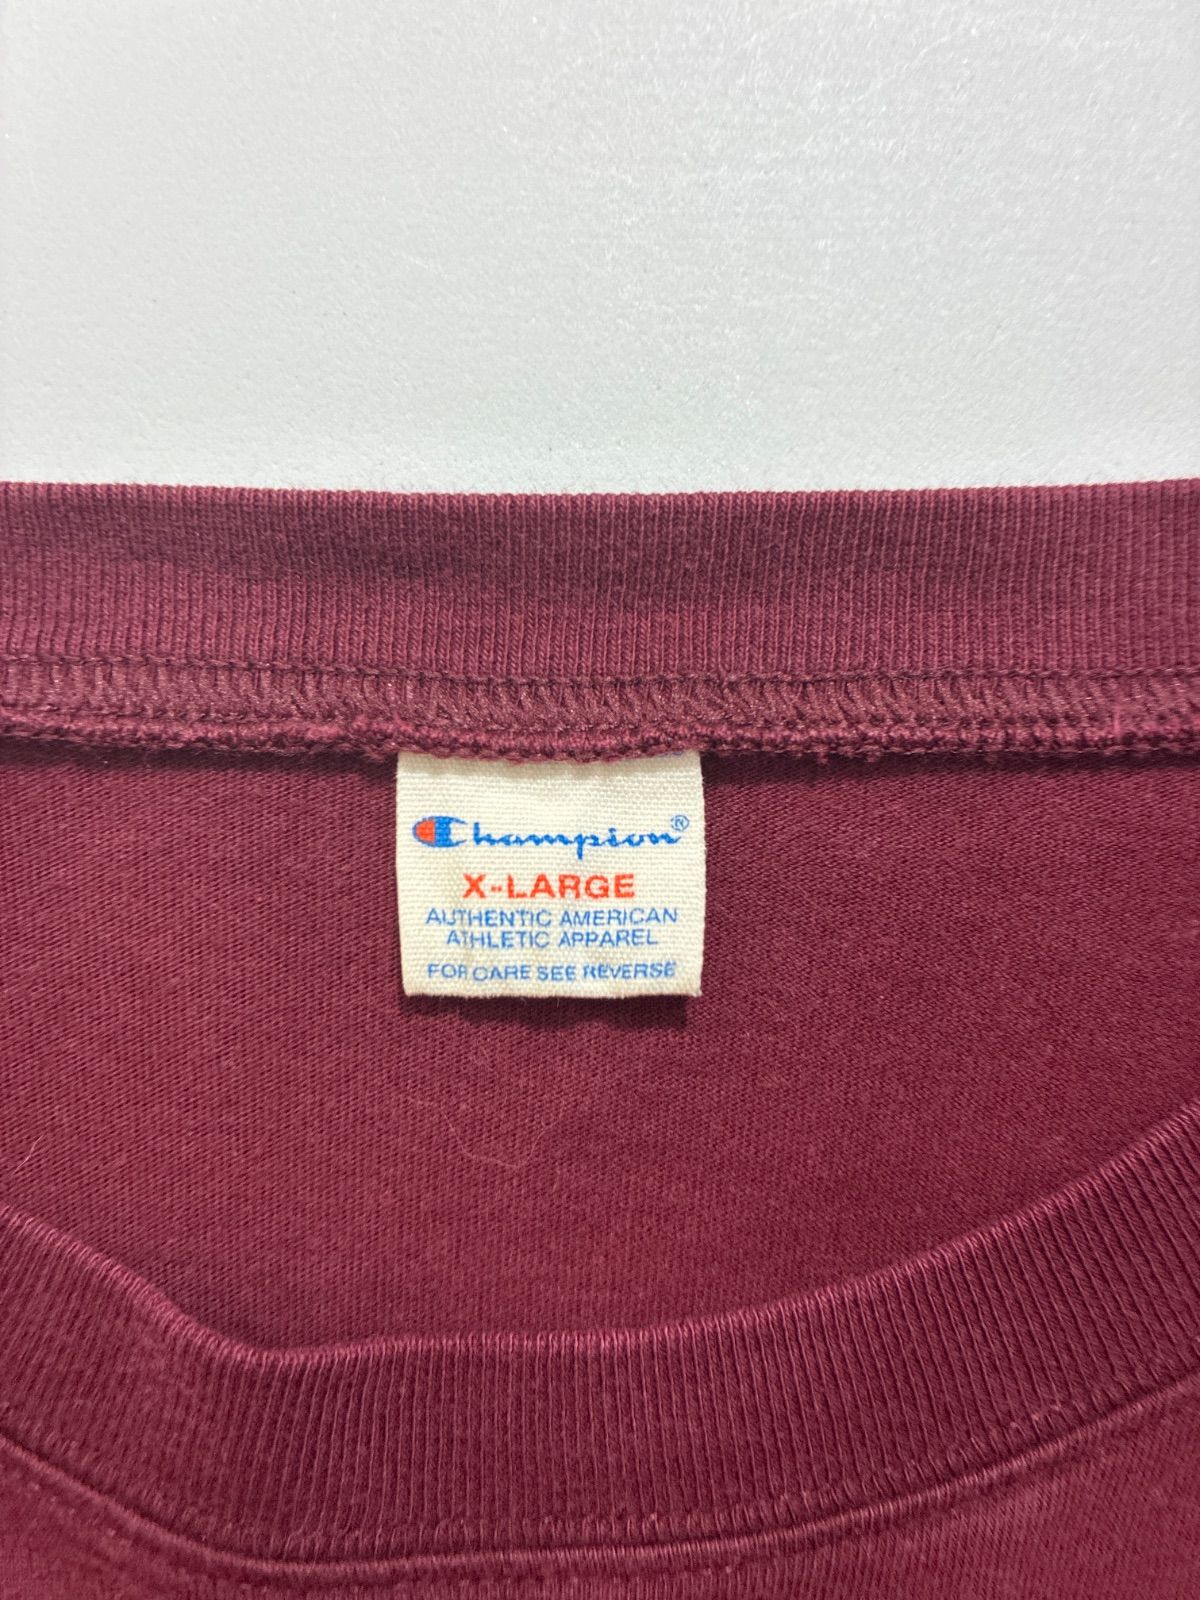 Champion®
X-LARGE
AUTHENTIC AMERICAN
ATHLETIC APPAREL
FOR CARE SEE REVERSE